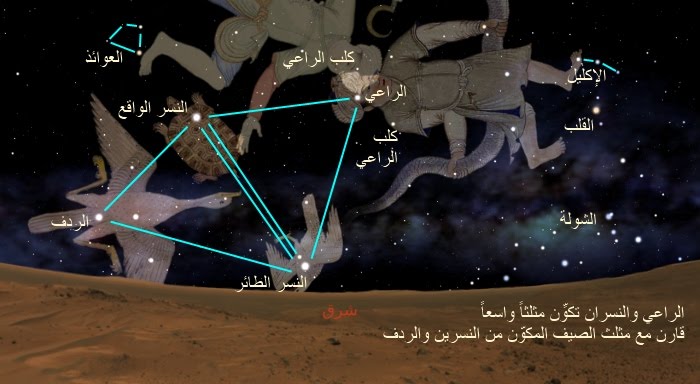 كلب الراعي
العوائد
الإكليل
الراعي
النسر الواقع
القلب
كلب
الراعي
الردف
الشولة
النسر الطائر
شرق
الراعي والنسران تكوِّن مثلثاً واسعاً
قارن مع مثلث الصيف المكوّن من النسرين والردف